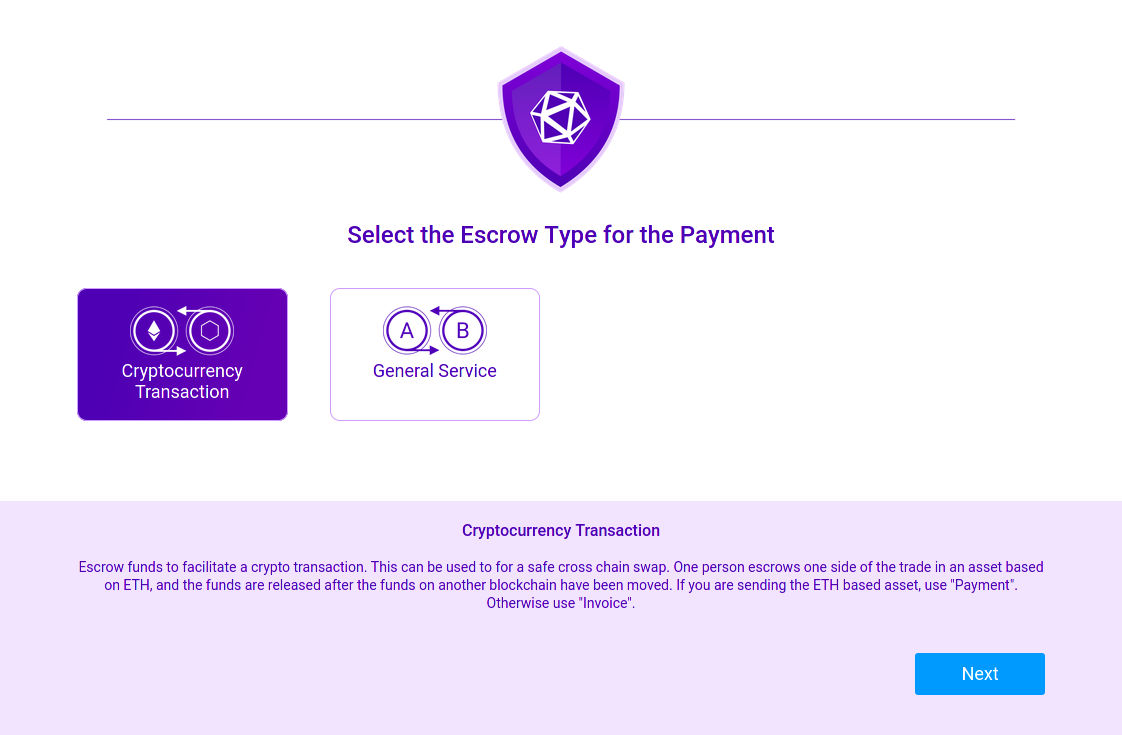 Select the Escrow Type for the Payment
A B
Cryptocurrency
Transaction
General Service
Cryptocurrency Transaction
Escrow funds to facilitate a crypto transaction. This can be used to for a safe cross chain swap. One person escrows one side of the trade in an asset based
on ETH, and the funds are released after the funds on another blockchain have been moved. If you are sending the ETH based asset, use "Payment".
Otherwise use "Invoice".
Next